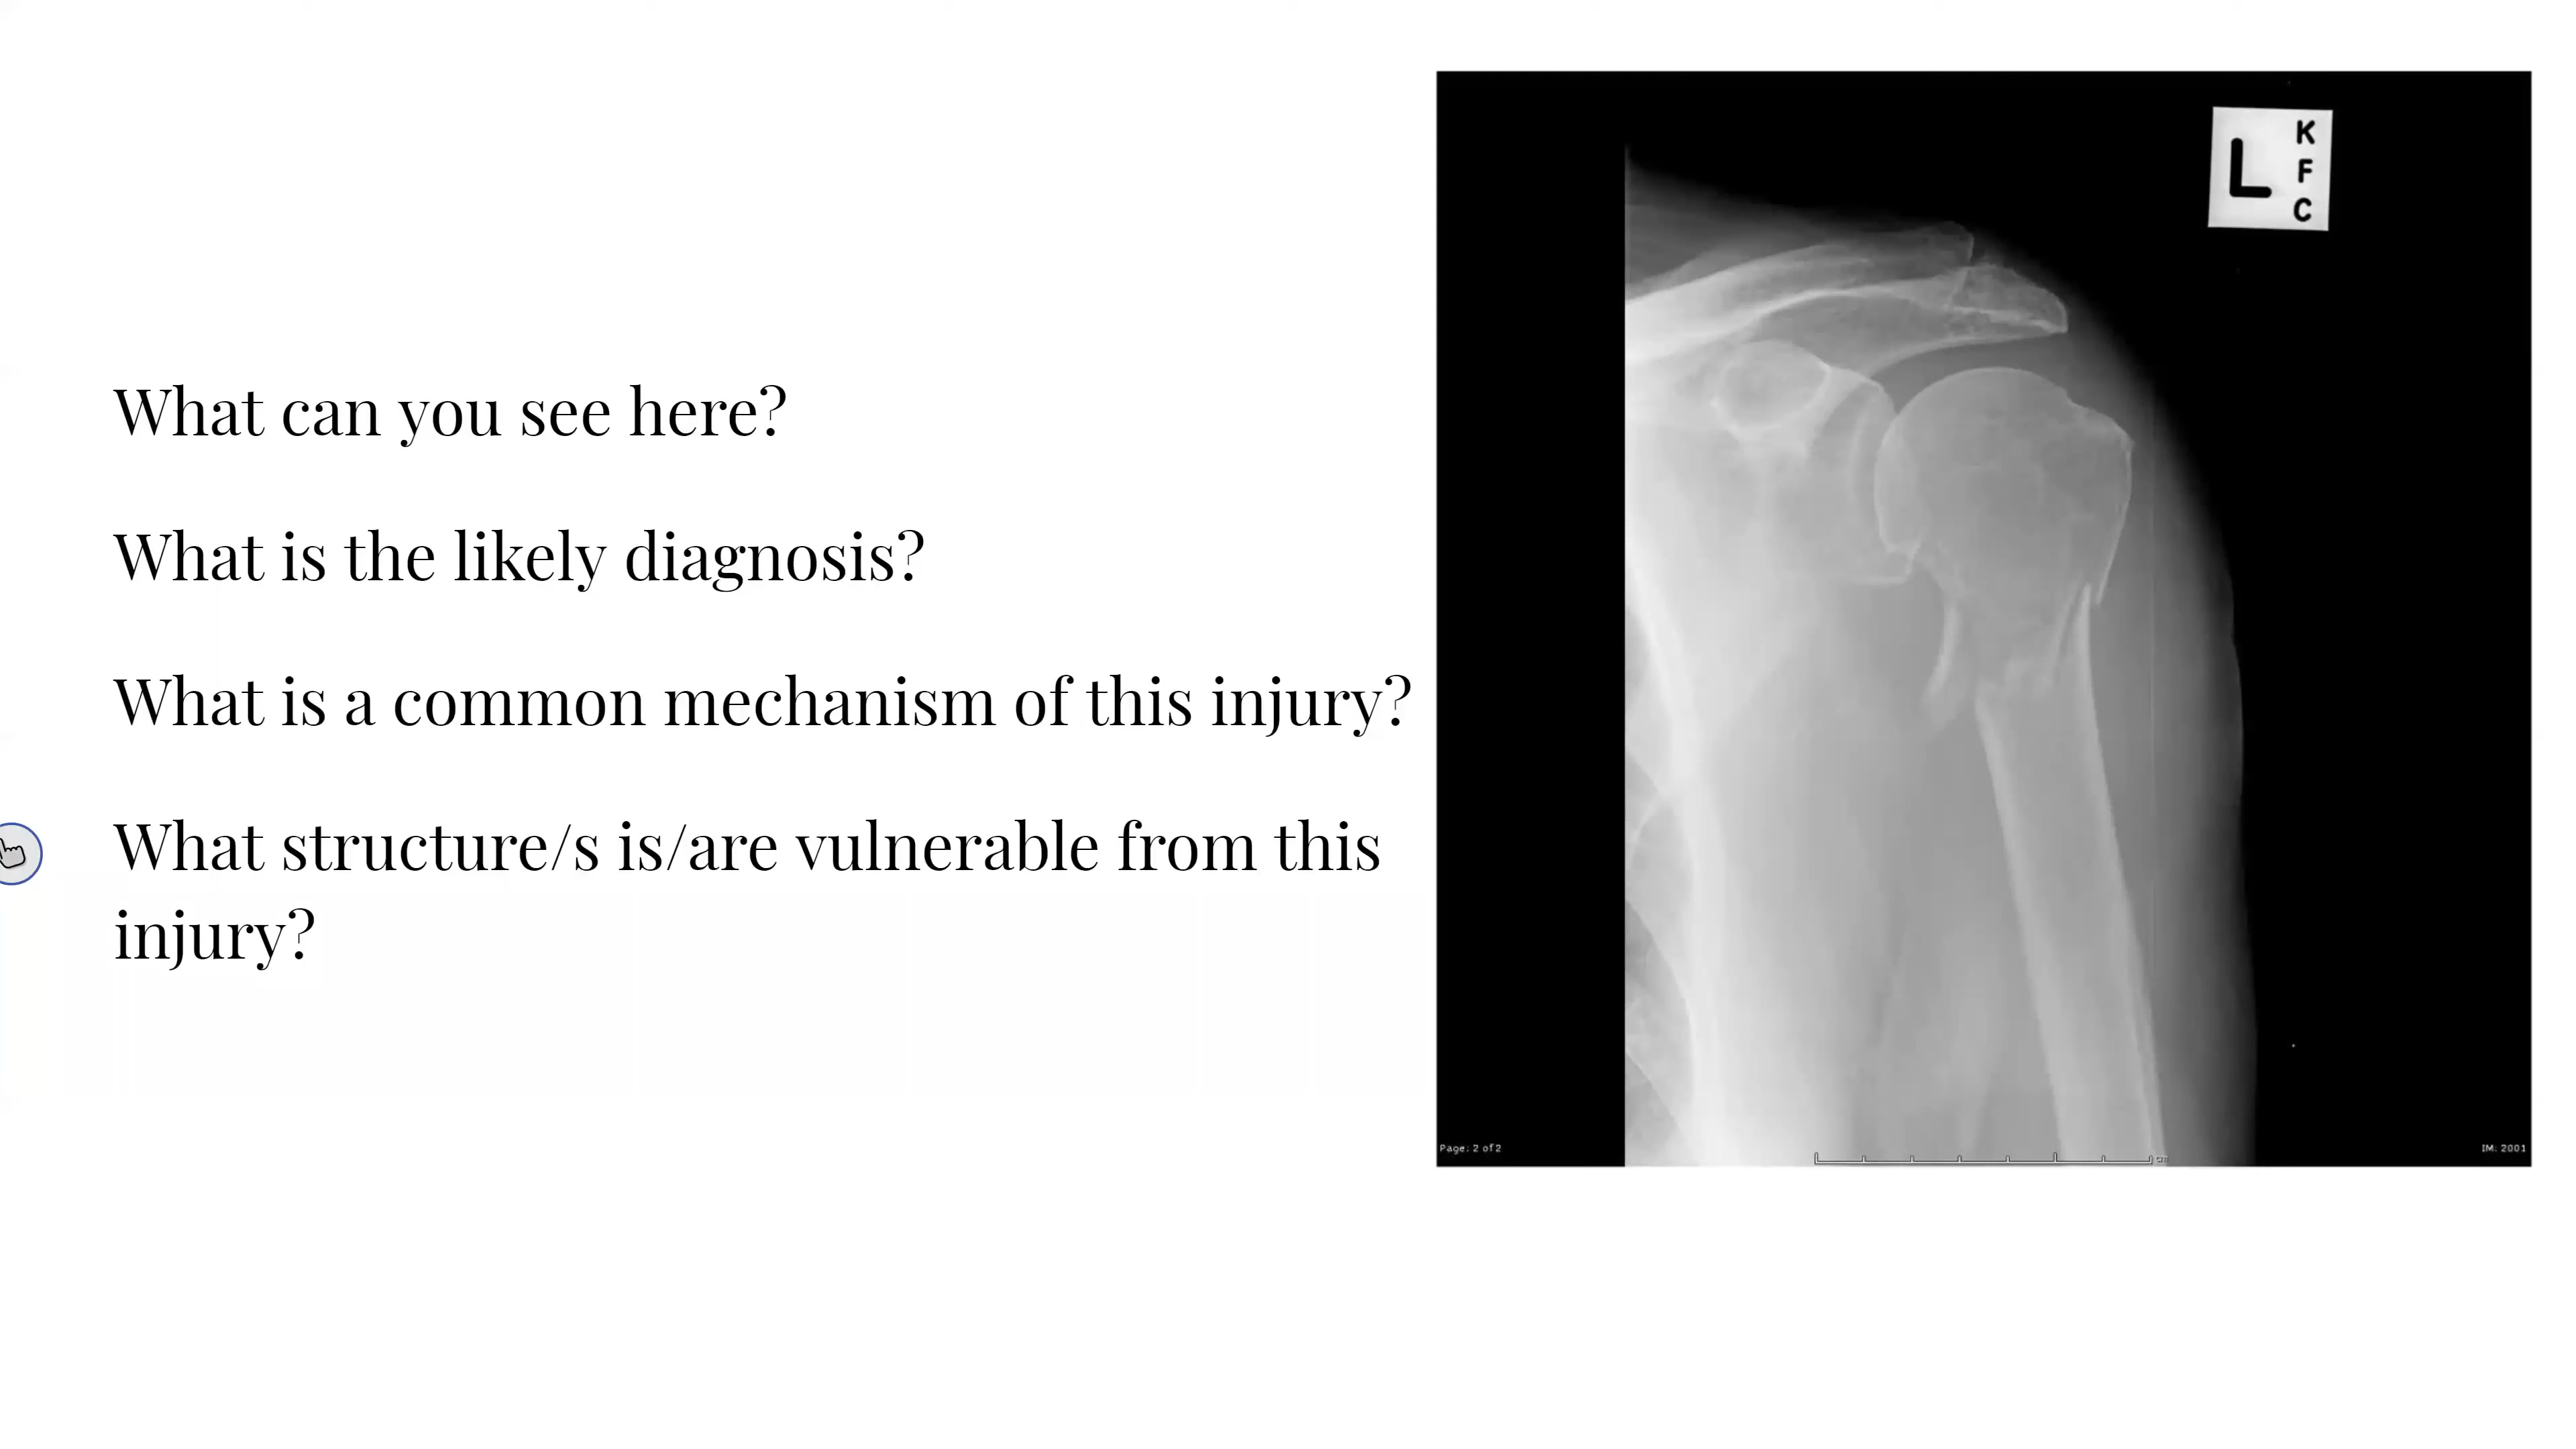 What can you see here?
What is the likely diagnosis?
What is a common mechanism of this injury?
What structure/s is/are vulnerable from this
injury?
L
K
F
C
Page: 2 of 2
IM: 2001
cm